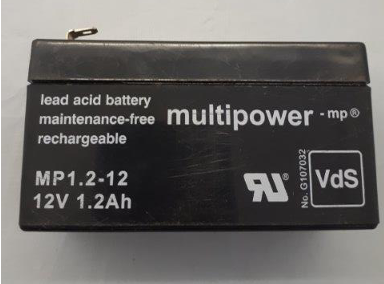 lead acid battery
maintenance-free
rechargeable
multipower - mp®
MP1.2-12
12V 1.2Ah
No. G107032
VdS